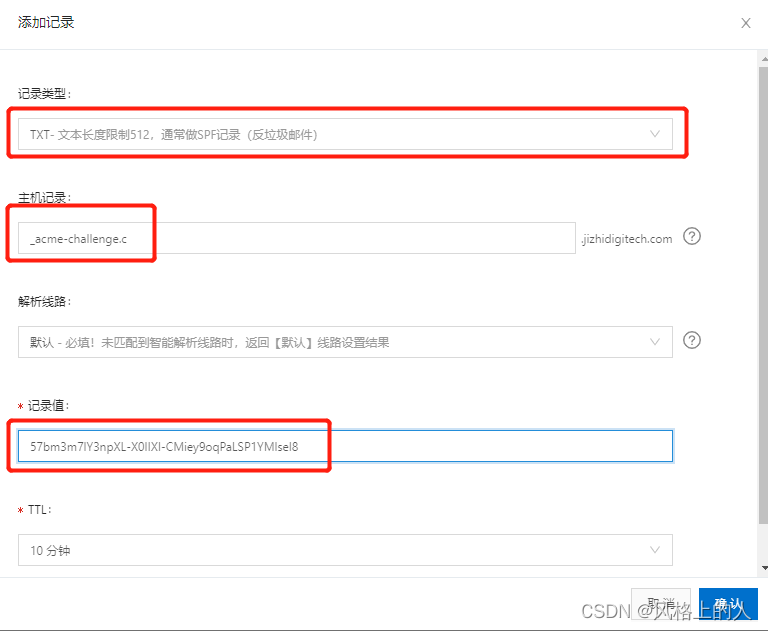 添加记录
记录类型:
TXT- 文本长度限制512，通常做SPF记录（反垃圾邮件）
主机记录:
_acme-challenge.c
.jizhidigitech.com
解析线路:
默认 - 必填！未匹配到智能解析线路时，返回【默认】线路设置结果
* 记录值:
57bm3m7lY3npXL-X0lIXI-CMiey9oqPaLSP1YMlsel8
* TTL:
10 分钟
取消
确认
CSDN @风格上的人